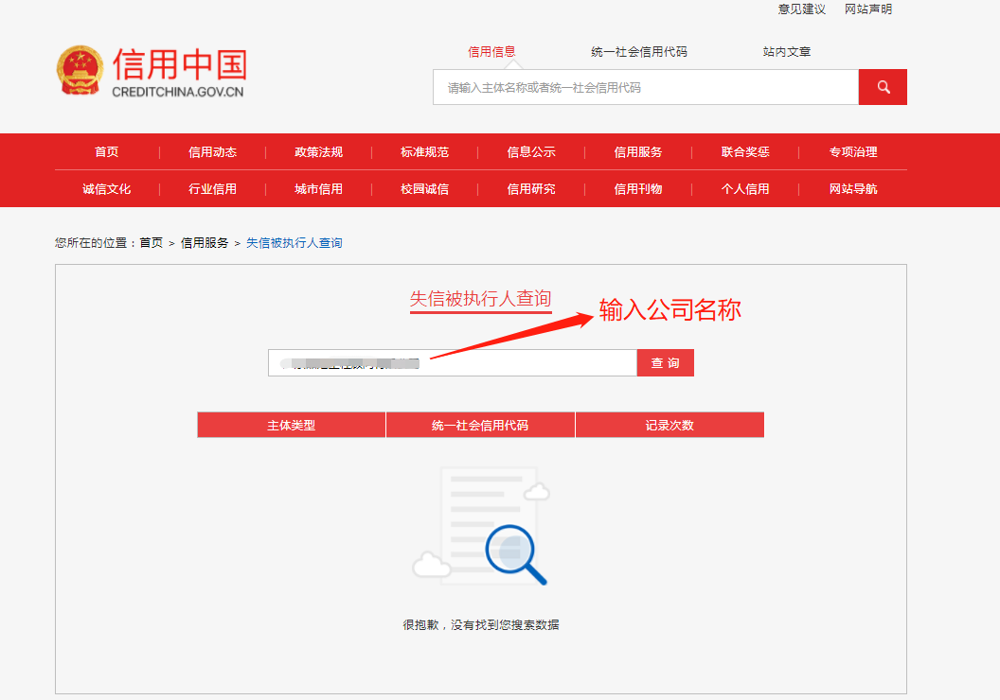 意见建议 网站声明
信用中国
CREDITCHINA.GOV.CN
信用信息 统一社会信用代码 站内文章
请输入主体名称或者统一社会信用代码
首页 信用动态 政策法规 标准规范 信息公示 信用服务 联合奖惩 专项治理
诚信文化 行业信用 城市信用 校园诚信 信用研究 信用刊物 个人信用 网站导航
您所在的位置：首页 > 信用服务 > 失信被执行人查询
失信被执行人查询
输入公司名称
查 询
主体类型 统一社会信用代码 记录次数
很抱歉，没有找到您搜索数据